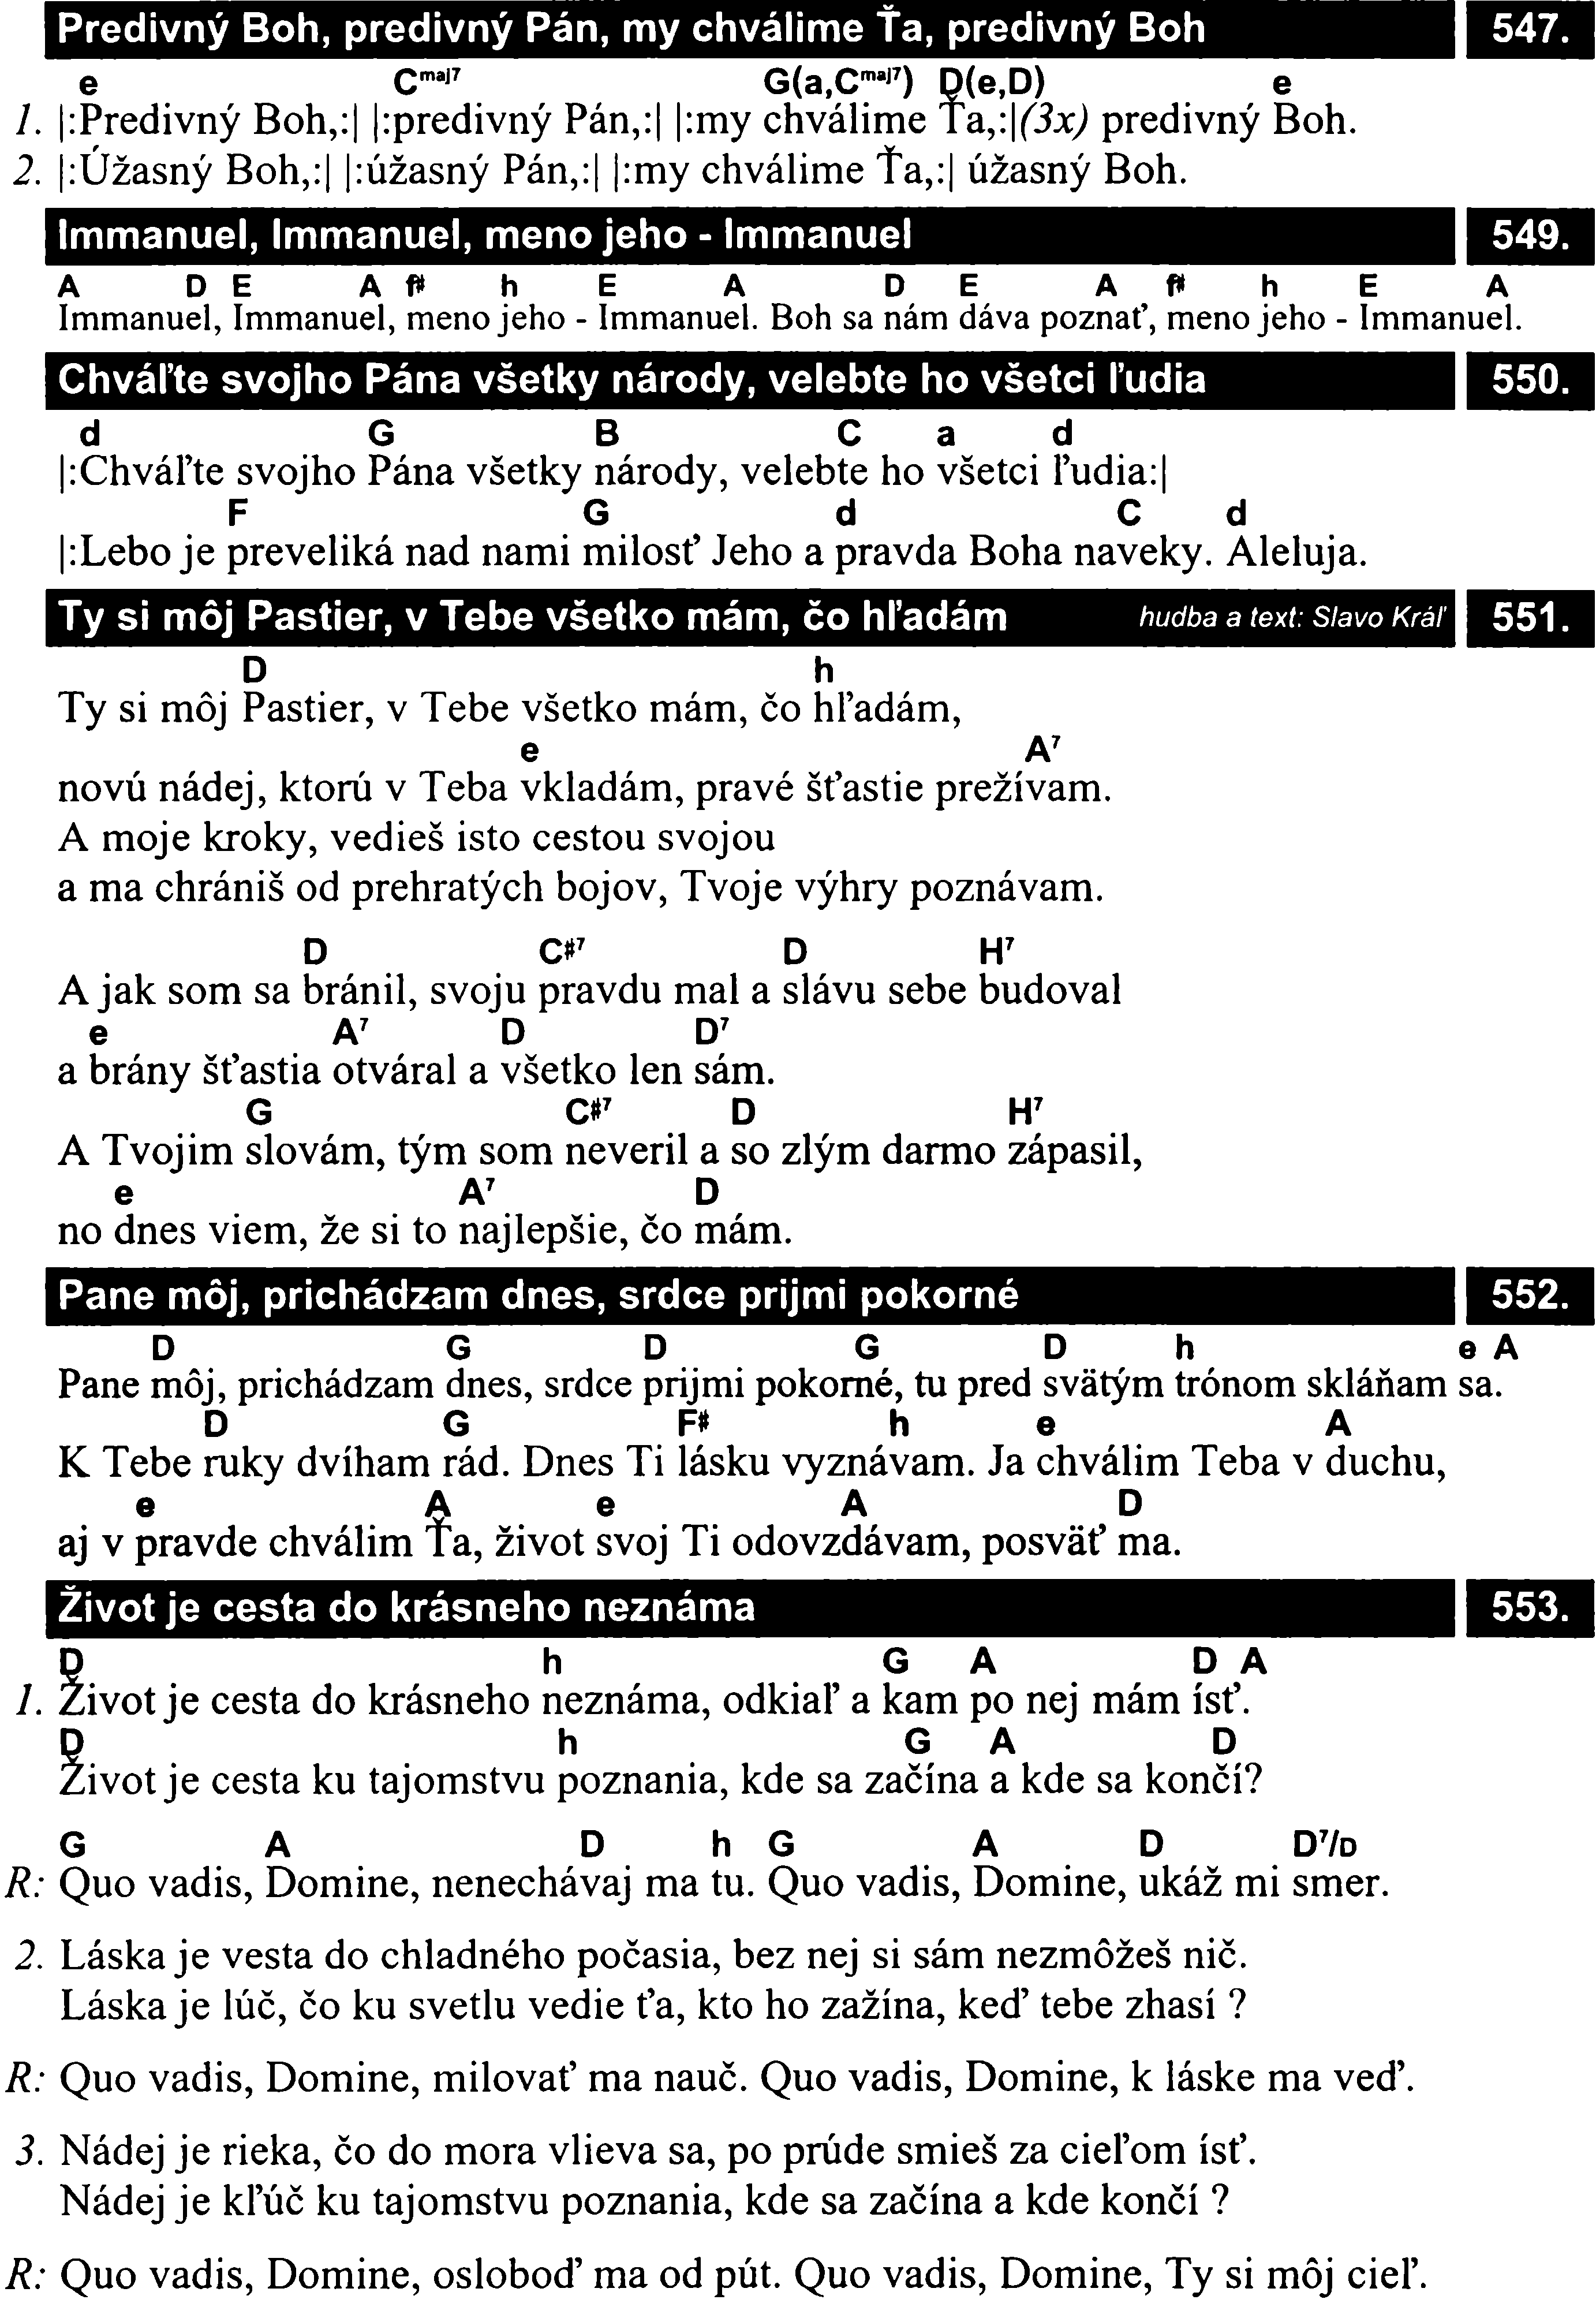 Predivný Boh, predivný Pán, my chválime Ťa, predivný Boh 547.
e Cmaj7 G(a,Cmaj7) D(e,D) e
1. |:Predivný Boh,:| |:predivný Pán,:| |:my chválime Ťa,:|(3x) predivný Boh.
2. |:Úžasný Boh,:| |:úžasný Pán,:| |:my chválime Ťa,:| úžasný Boh.
Immanuel, Immanuel, meno jeho - Immanuel 549.
A D E A f# h E A D E A f# h E A
Immanuel, Immanuel, meno jeho - Immanuel. Boh sa nám dáva poznať, meno jeho - Immanuel.
Chváľte svojho Pána všetky národy, velebte ho všetci ľudia 550.
d G B C a d
|:Chváľte svojho Pána všetky národy, velebte ho všetci ľudia:|
F G d C d
|:Lebo je preveliká nad nami milosť Jeho a pravda Boha naveky. Aleluja.
Ty si môj Pastier, v Tebe všetko mám, čo hľadám hudba a text: Slavo Kráľ 551.
D h
Ty si môj Pastier, v Tebe všetko mám, čo hľadám,
e A7
novú nádej, ktorú v Teba vkladám, pravé šťastie prežívam.
A moje kroky, vedieš isto cestou svojou
a ma chrániš od prehratých bojov, Tvoje výhry poznávam.
D C#7 D H7
A jak som sa bránil, svoju pravdu mal a slávu sebe budoval
e A7 D D7
a brány šťastia otváral a všetko len sám.
G C#7 D H7
A Tvojim slovám, tým som neveril a so zlým darmo zápasil,
e A7 D
no dnes viem, že si to najlepšie, čo mám.
Pane môj, prichádzam dnes, srdce prijmi pokorné 552.
D G D G D h e A
Pane môj, prichádzam dnes, srdce prijmi pokorné, tu pred svätým trónom skláňam sa.
D G F# h e A
K Tebe ruky dvíham rád. Dnes Ti lásku vyznávam. Ja chválim Teba v duchu,
e A e A D
aj v pravde chválim Ťa, život svoj Ti odovzdávam, posväť ma.
Život je cesta do krásneho neznáma 553.
D h G A D A
1. Život je cesta do krásneho neznáma, odkiaľ a kam po nej mám ísť.
D h G A D
Život je cesta ku tajomstvu poznania, kde sa začína a kde sa končí?
G A D h G A D D7/D
R: Quo vadis, Domine, nenechávaj ma tu. Quo vadis, Domine, ukáž mi smer.
2. Láska je vesta do chladného počasia, bez nej si sám nezmôžeš nič.
Láska je lúč, čo ku svetlu vedie ťa, kto ho zažína, keď tebe zhasí ?
R: Quo vadis, Domine, milovať ma nauč. Quo vadis, Domine, k láske ma veď.
3. Nádej je rieka, čo do mora vlieva sa, po prúde smieš za cieľom ísť.
Nádej je kľúč ku tajomstvu poznania, kde sa začína a kde končí ?
R: Quo vadis, Domine, osloboď ma od pút. Quo vadis, Domine, Ty si môj cieľ.